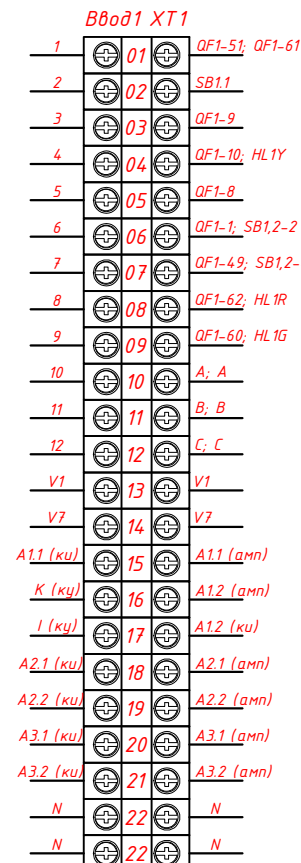 Ввод1 XT1
1 01 QF1-51; QF1-61
2 02 SB1.1
3 03 QF1-9
4 04 QF1-10; HL1Y
5 05 QF1-8
6 06 QF1-1; SB1,2-2
7 07 QF1-49; SB1,2-
8 08 QF1-62; HL1R
9 09 QF1-60; HL1G
10 10 A; A
11 11 B; B
12 12 C; C
V1 13 V1
V7 14 V7
A1.1 (ки) 15 A1.1 (амп)
K (ку) 16 A1.2 (амп)
I (ку) 17 A1.2 (ки)
A2.1 (ки) 18 A2.1 (амп)
A2.2 (ки) 19 A2.2 (амп)
A3.1 (ки) 20 A3.1 (амп)
A3.2 (ки) 21 A3.2 (амп)
N 22 N
N 22 N